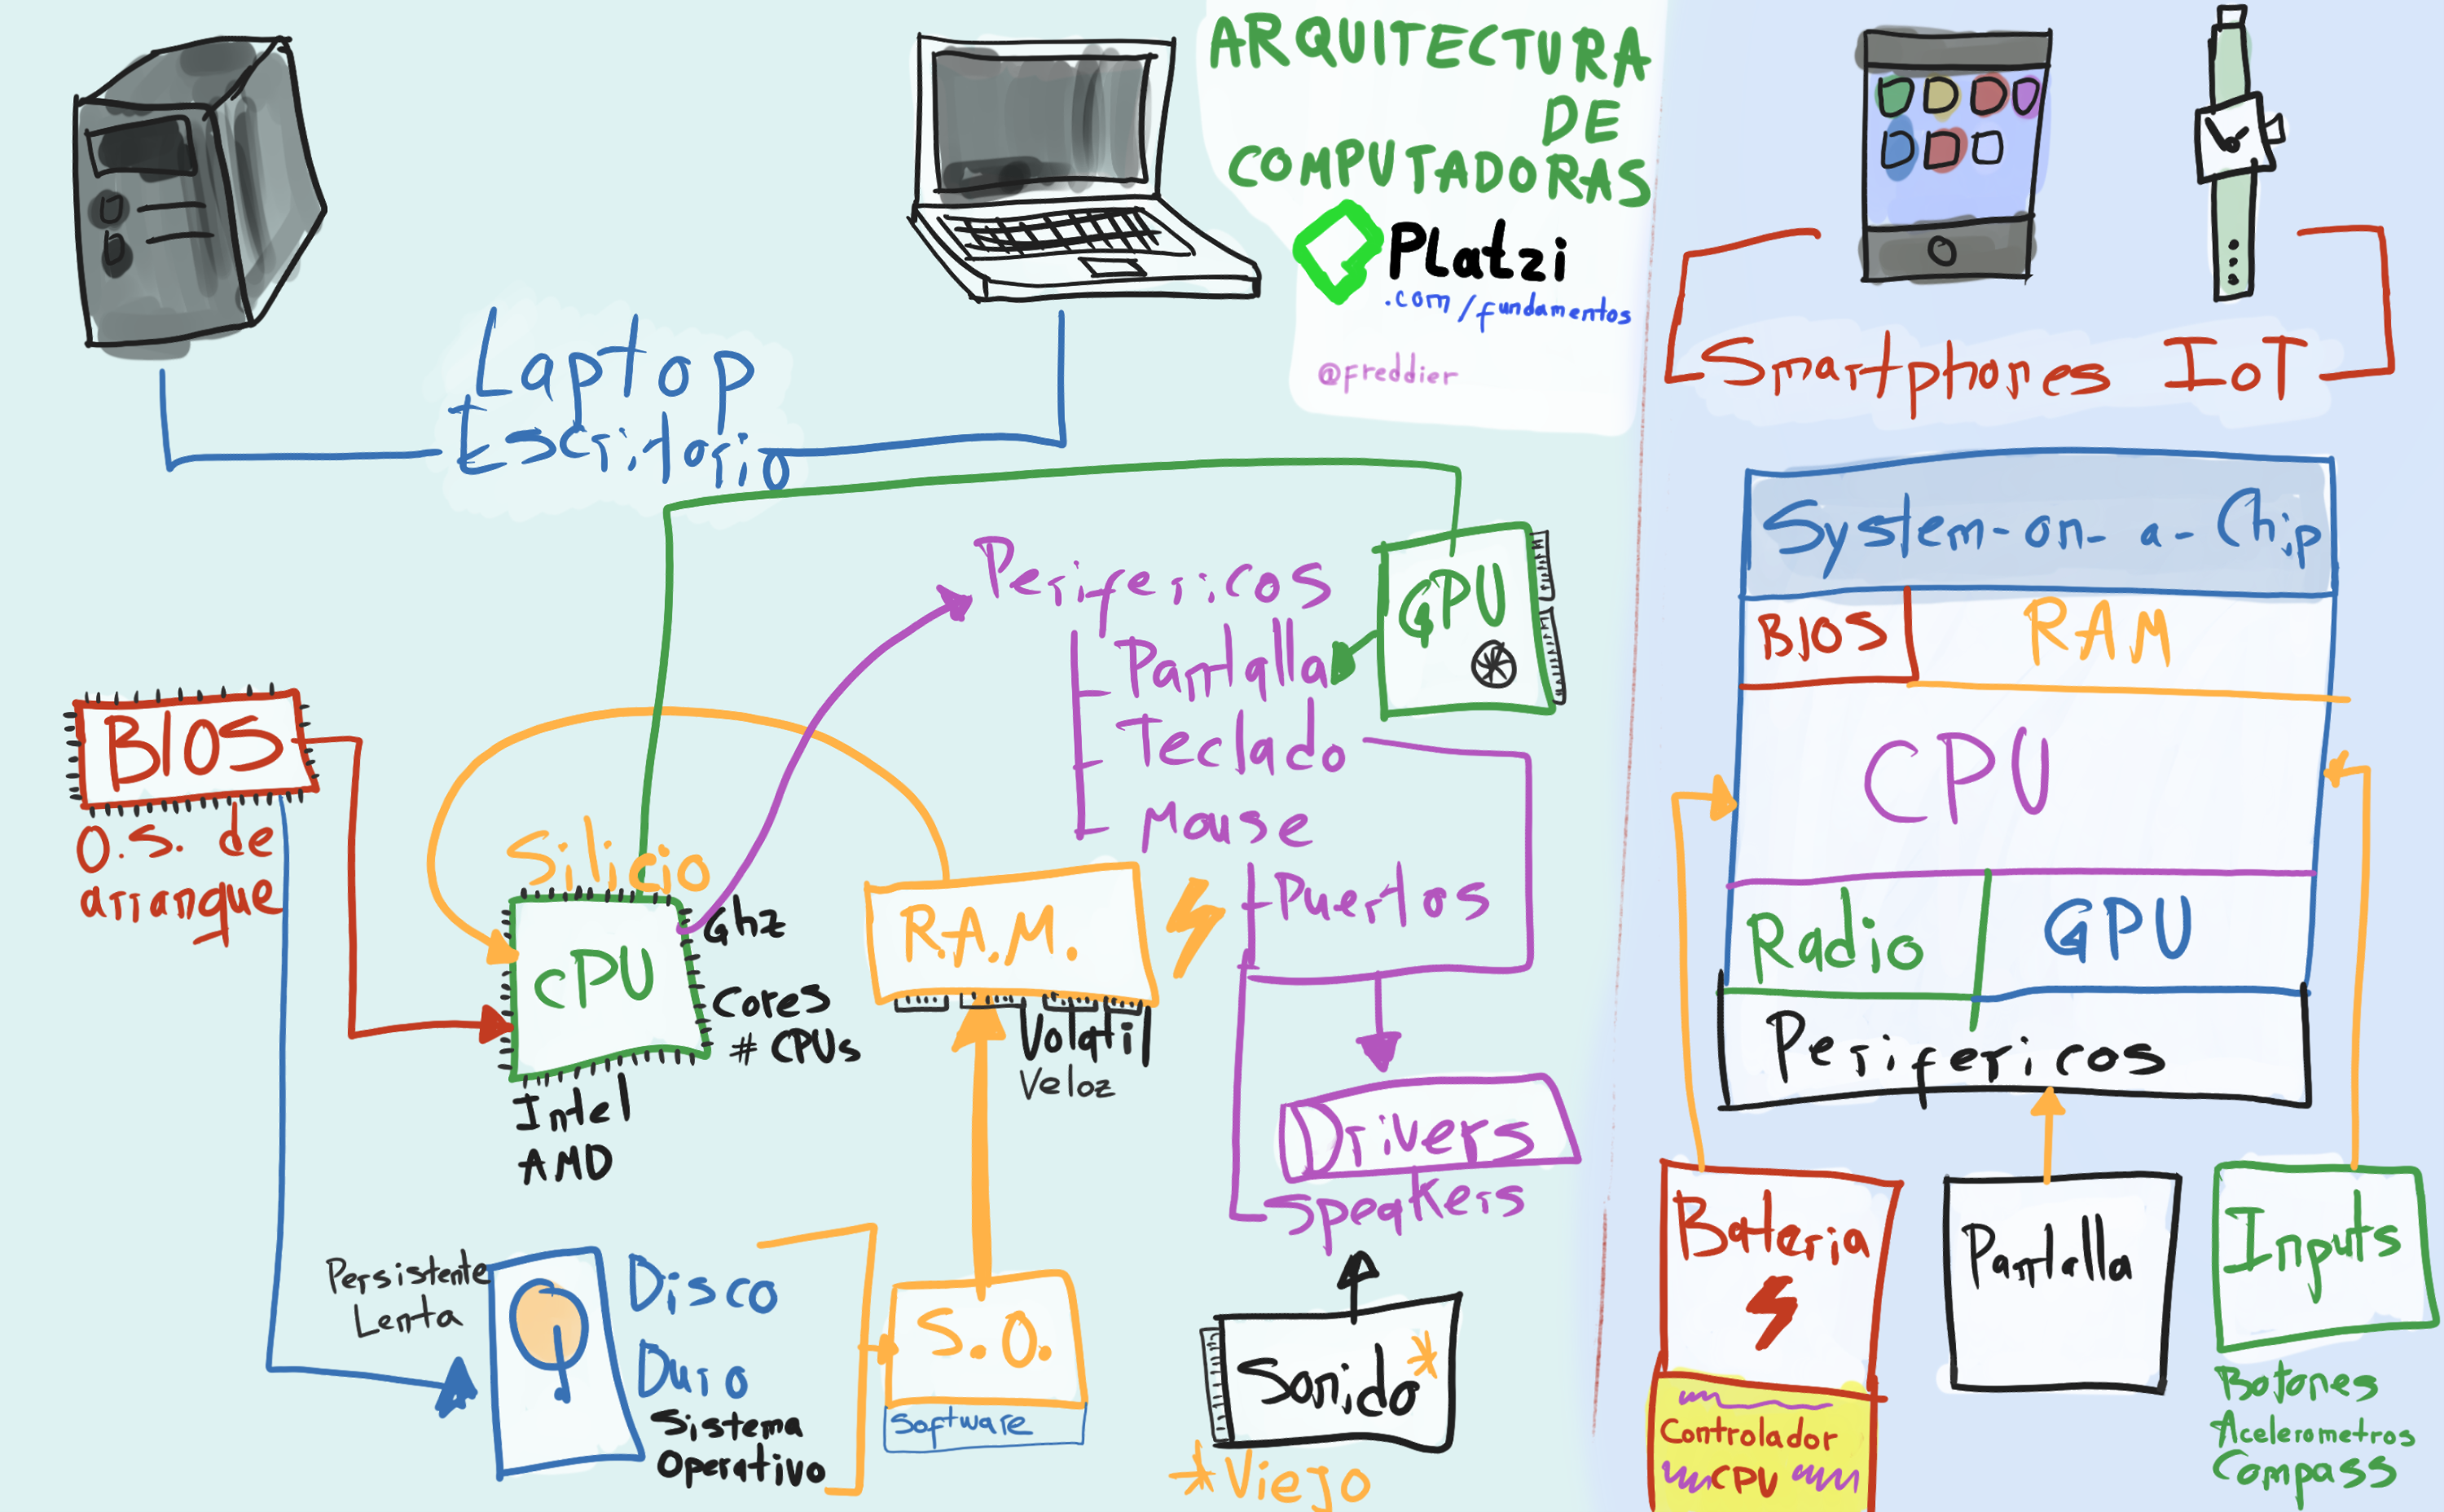 ARQUITECTURA
DE
COMPUTADORAS
Platzi
.com/fundamentos
@freddier
Laptop
Escritorio
BIOS
O.S. de
arranque
Silicio
CPU
Ghz
Cores
# CPUs
Intel
AMD
R.A.M.
Volatil
Veloz
Perifericos
Pantalla
Teclado
Mouse
Puertos
GPU
Drivers
Speakers
Sonido*
*Viejo
Persistente
Lenta
Disco
Duro
Sistema
Operativo
S.O.
Software
Smartphones IoT
System-on-a-Chip
BIOS
RAM
CPU
Radio
GPU
Perifericos
Bateria
Controlador
CPU
Pantalla
Inputs
Botones
Acelerometros
Compass